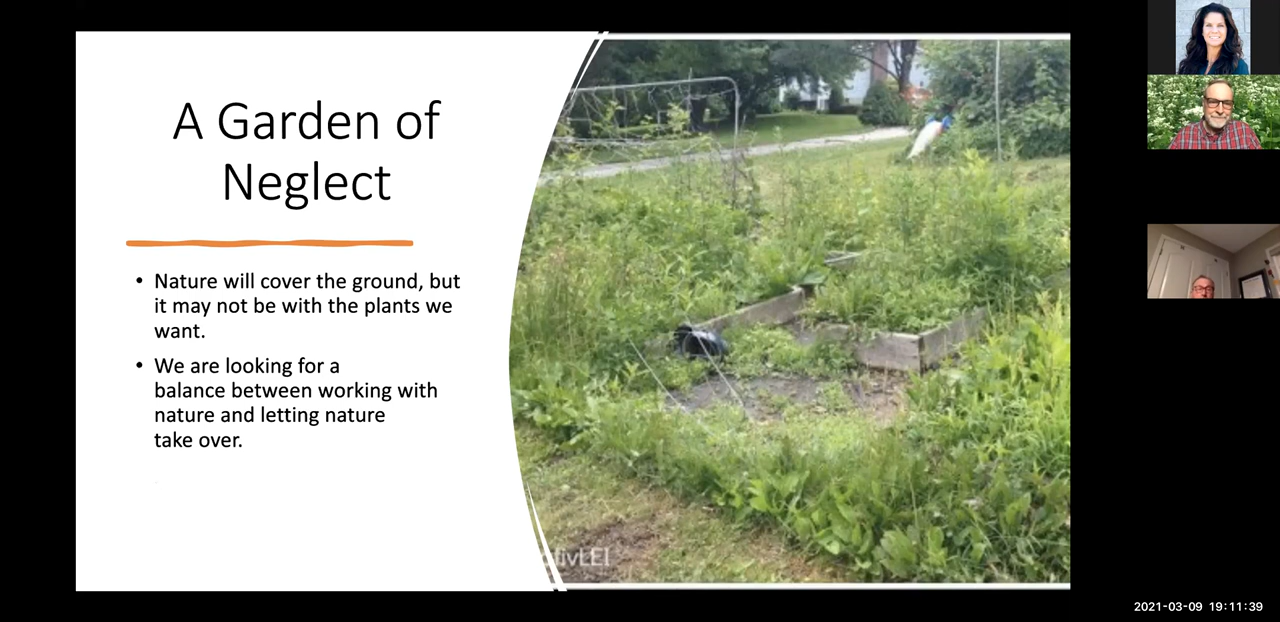 A Garden of
Neglect
• Nature will cover the ground, but
it may not be with the plants we
want.
• We are looking for a
balance between working with
nature and letting nature
take over.
2021-03-09 19:11:39